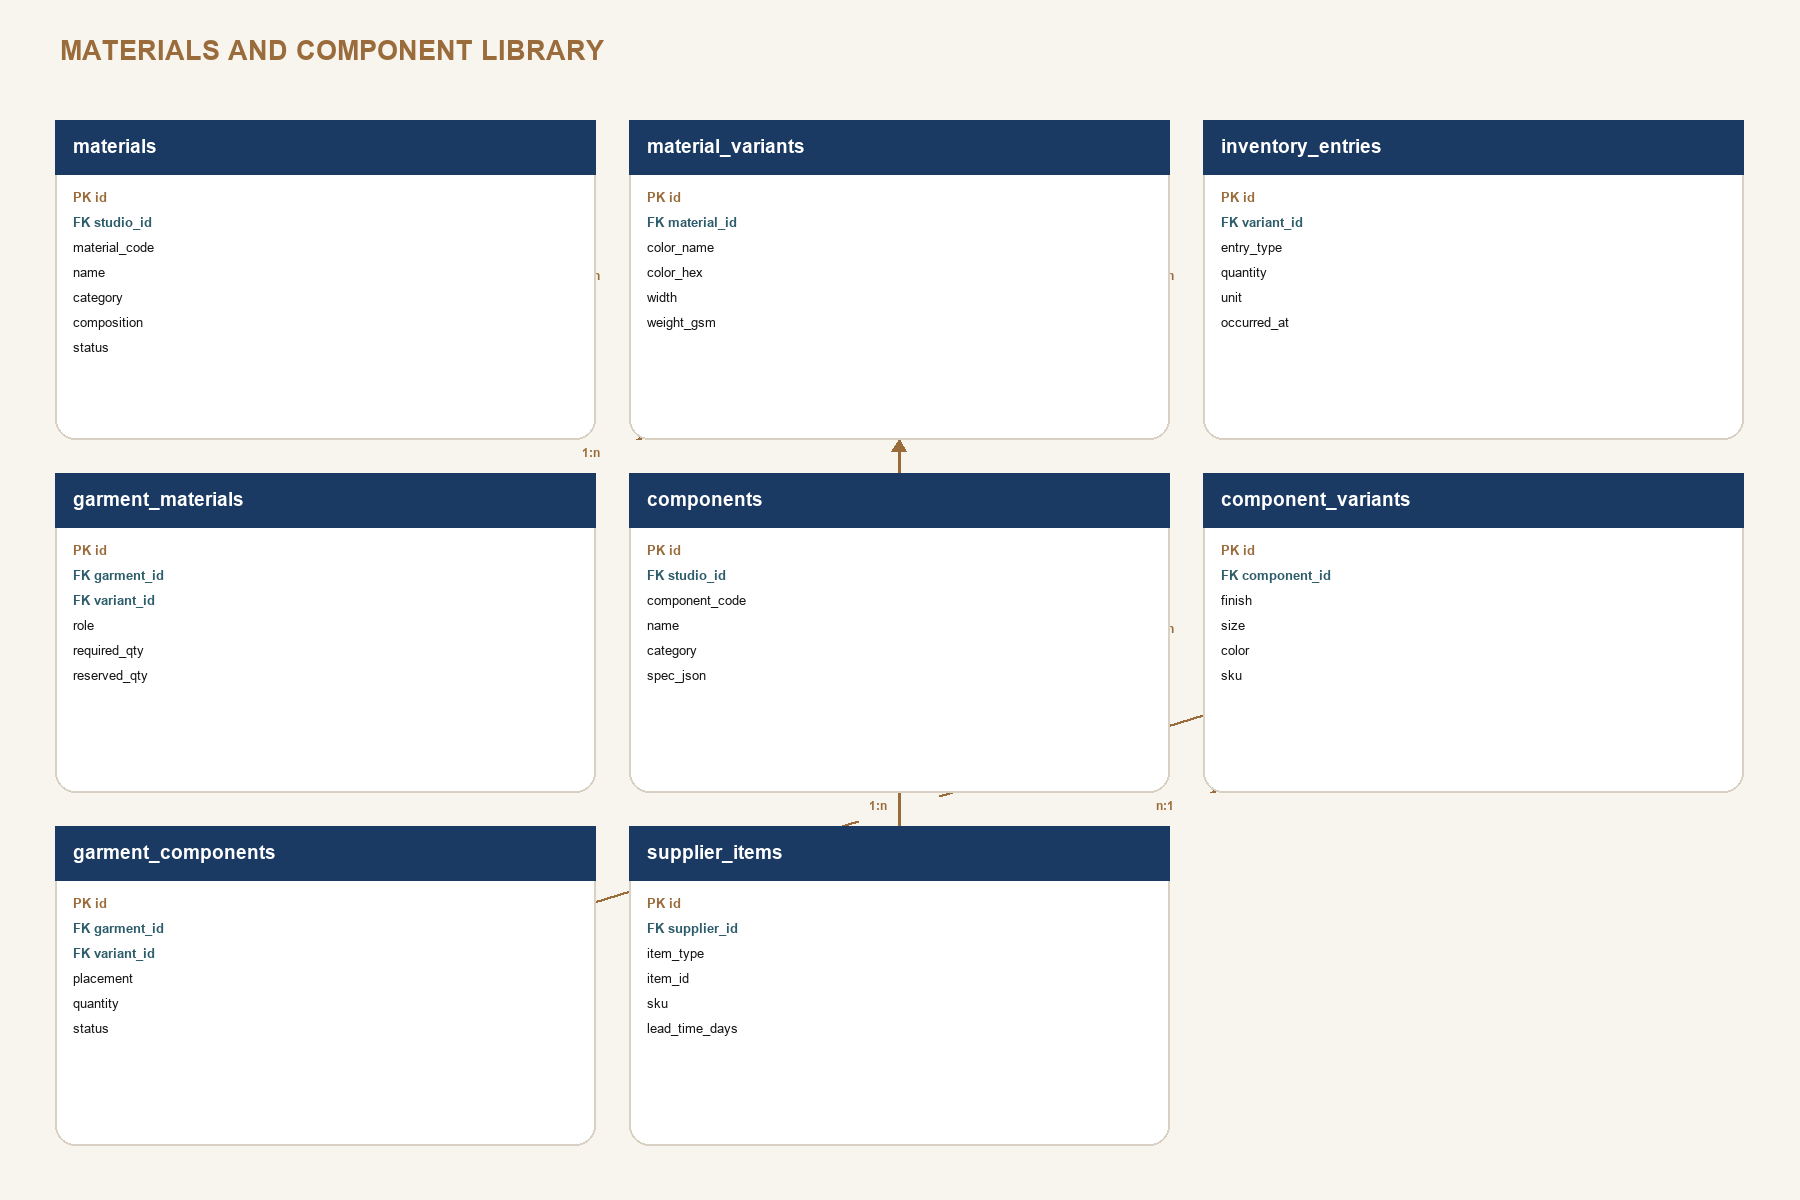 MATERIALS AND COMPONENT LIBRARY
materials
PK id
FK studio_id
material_code
name
category
composition
status
material_variants
PK id
FK material_id
color_name
color_hex
width
weight_gsm
inventory_entries
PK id
FK variant_id
entry_type
quantity
unit
occurred_at
n
n
1:n
garment_materials
PK id
FK garment_id
FK variant_id
role
required_qty
reserved_qty
components
PK id
FK studio_id
component_code
name
category
spec_json
component_variants
PK id
FK component_id
finish
size
color
sku
n
1:n
n:1
garment_components
PK id
FK garment_id
FK variant_id
placement
quantity
status
supplier_items
PK id
FK supplier_id
item_type
item_id
sku
lead_time_days